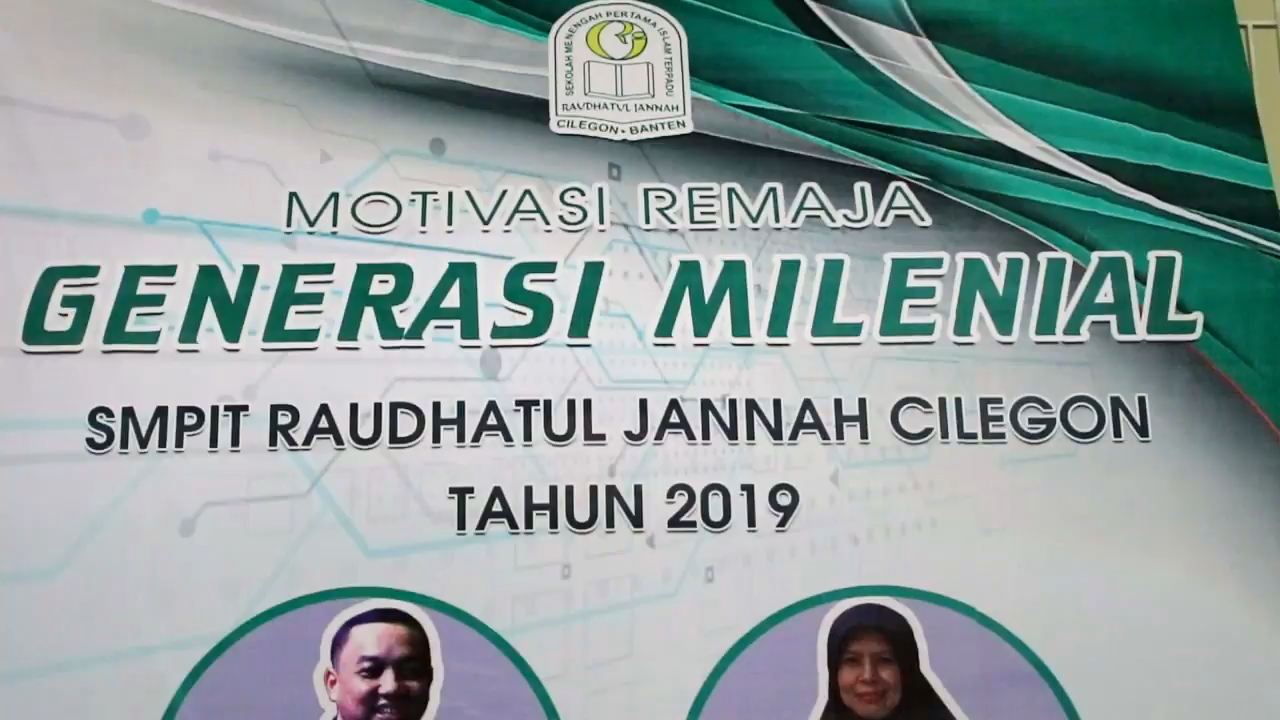 SEKOLAH MENENGAH PERTAMA ISLAM TERPADU
RAUDHATUL JANNAH
CILEGON • BANTEN
MOTIVASI REMAJA
GENERASI MILENIAL
SMPIT RAUDHATUL JANNAH CILEGON
TAHUN 2019